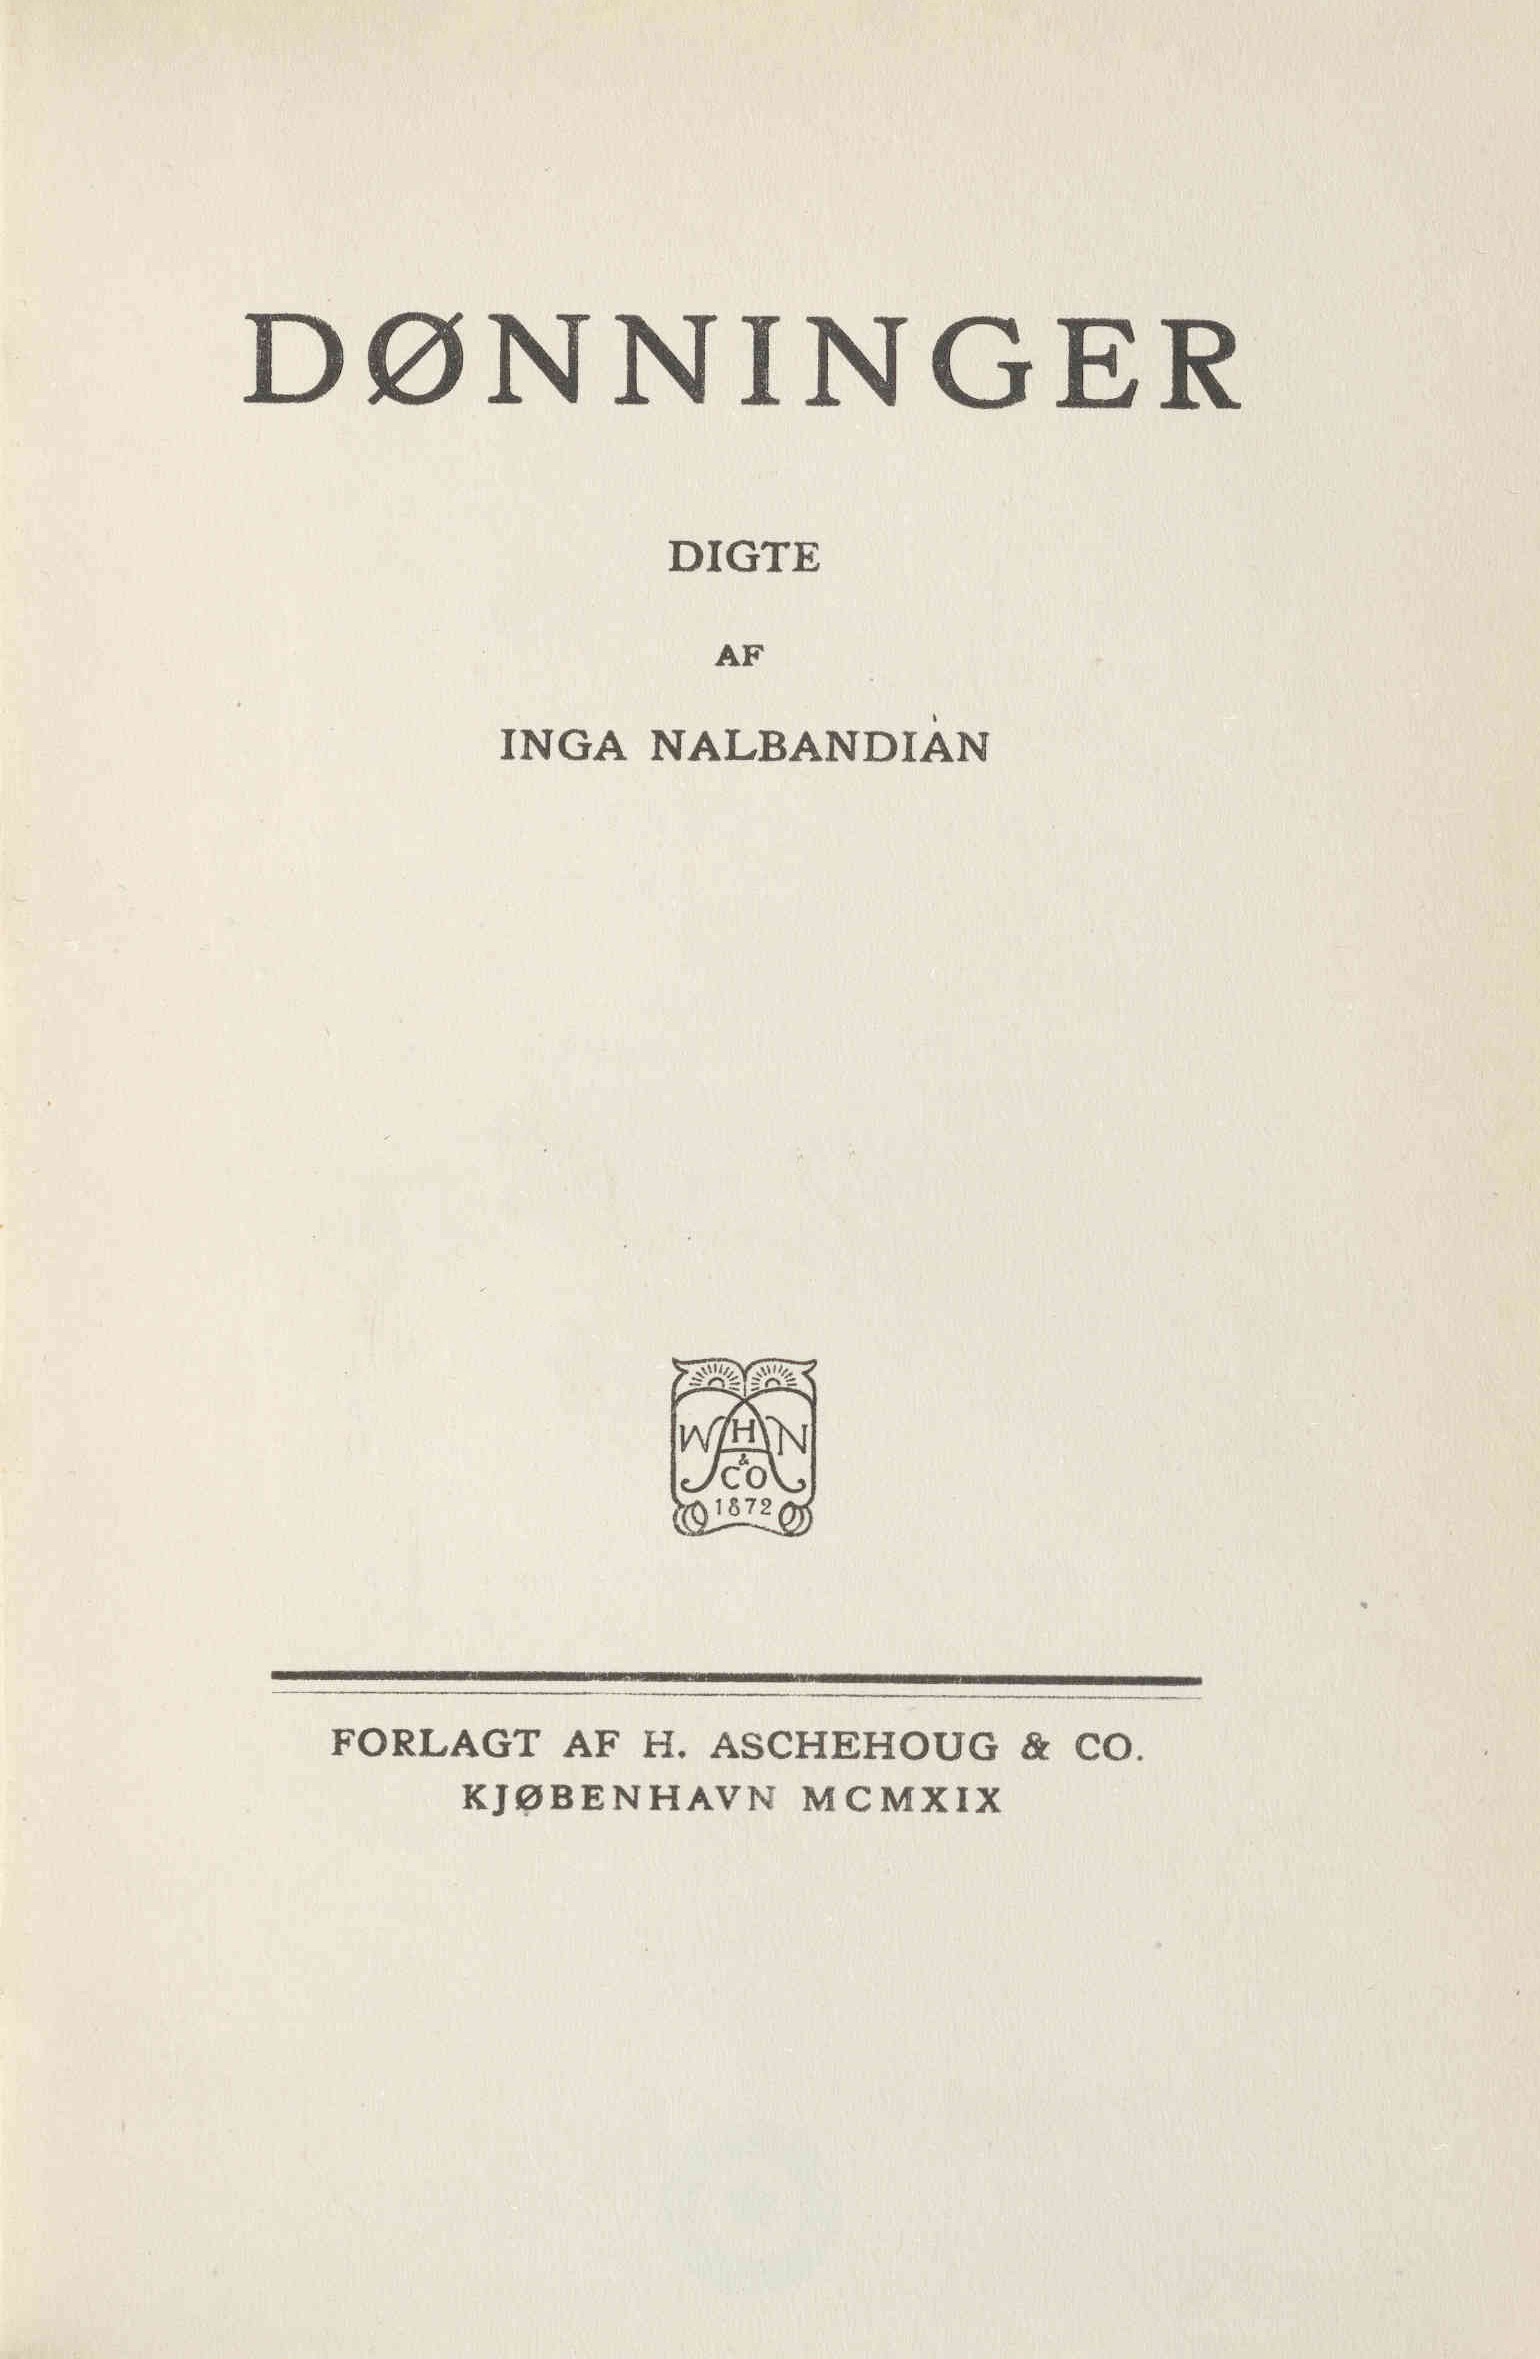 DØNNINGER
DIGTE
AF
INGA NALBANDIAN
W H N
&
CO
1872
FORLAGT AF H. ASCHEHOUG & CO.
KJØBENHAVN MCMXIX